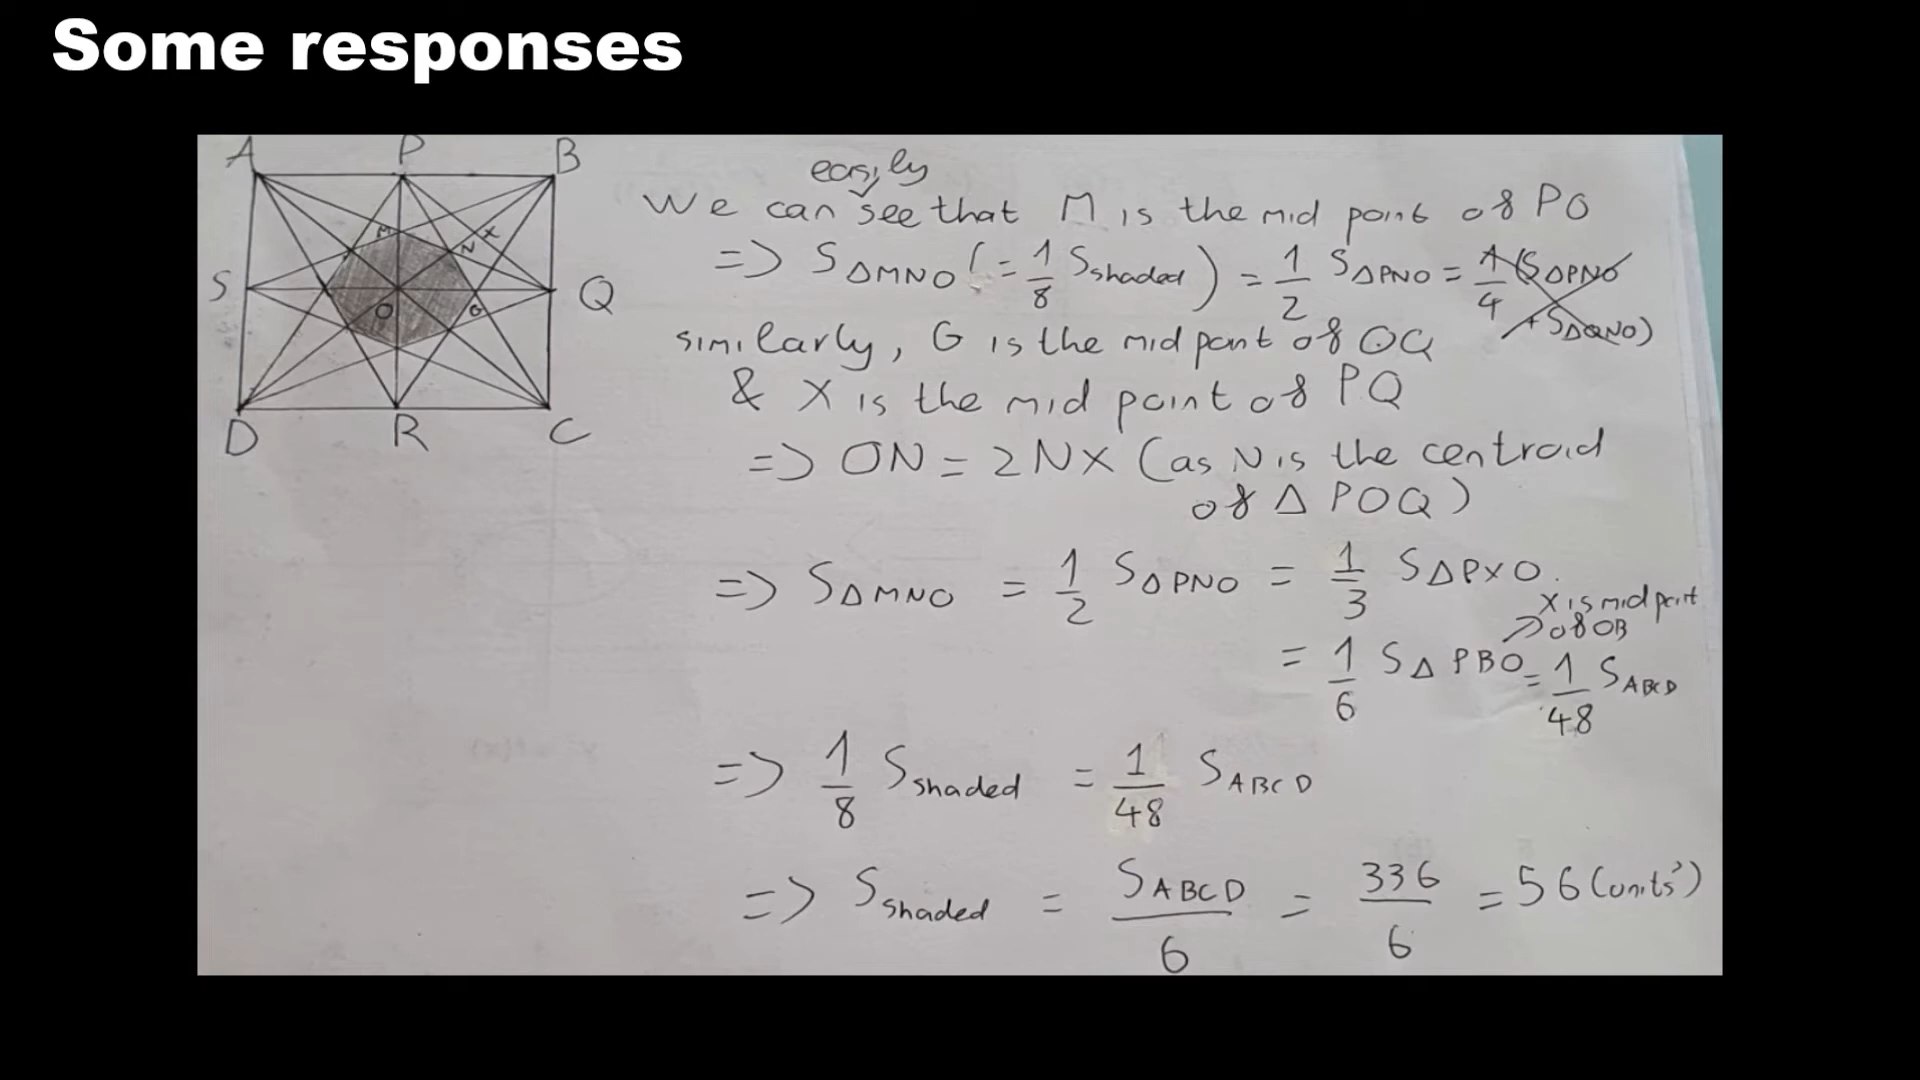 Some responses
A P B
M X
N
S Q
O G
D R C
easily
We can see that M is the mid point of PO
=> S△MNO (= 1/8 Sshaded) = 1/2 S△PNO = 1/4 (S△PNO
+ S△QNO)
similarly, G is the mid pont of OQ
& X is the mid point of PQ
=> ON = 2NX (as N is the centroid
of △ POQ)
=> S△MNO = 1/2 S△PNO = 1/3 S△PXO
X is mid point
of OB
= 1/6 S△PBO = 1/48 SABCD
=> 1/8 Sshaded = 1/48 SABCD
=> Sshaded = SABCD/6 = 336/6 = 56 (units²)